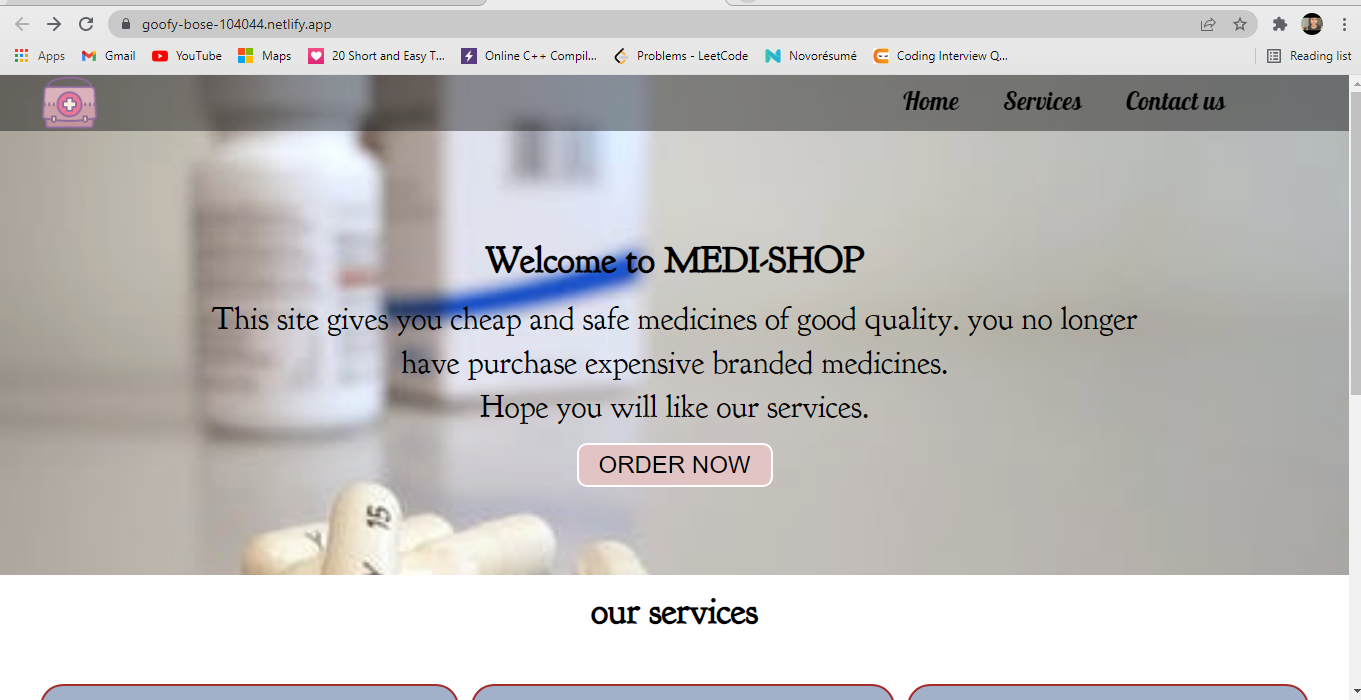 goofy-bose-104044.netlify.app
Apps Gmail YouTube Maps 20 Short and Easy T... Online C++ Compil... Problems - LeetCode Novorésumé Coding Interview Q... Reading list
Home Services Contact us
Welcome to MEDI-SHOP
This site gives you cheap and safe medicines of good quality. you no longer
have purchase expensive branded medicines.
Hope you will like our services.
ORDER NOW
15
our services